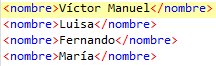 <nombre>Víctor Manuel</nombre>
<nombre>Luisa</nombre>
<nombre>Fernando</nombre>
<nombre>María</nombre>